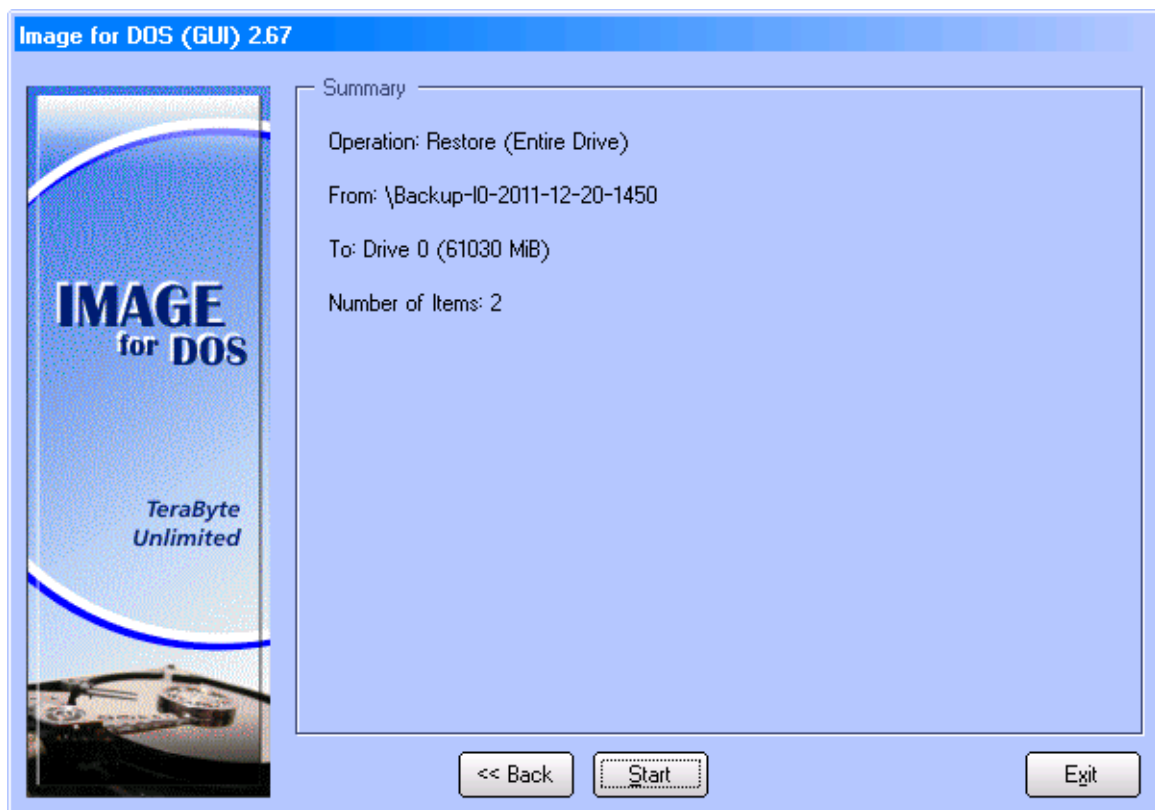 Image for DOS (GUI) 2.67
IMAGE
for DOS
TeraByte
Unlimited
Summary
Operation: Restore (Entire Drive)
From: \Backup-I0-2011-12-20-1450
To: Drive 0 (61030 MiB)
Number of Items: 2
<< Back
Start
Exit